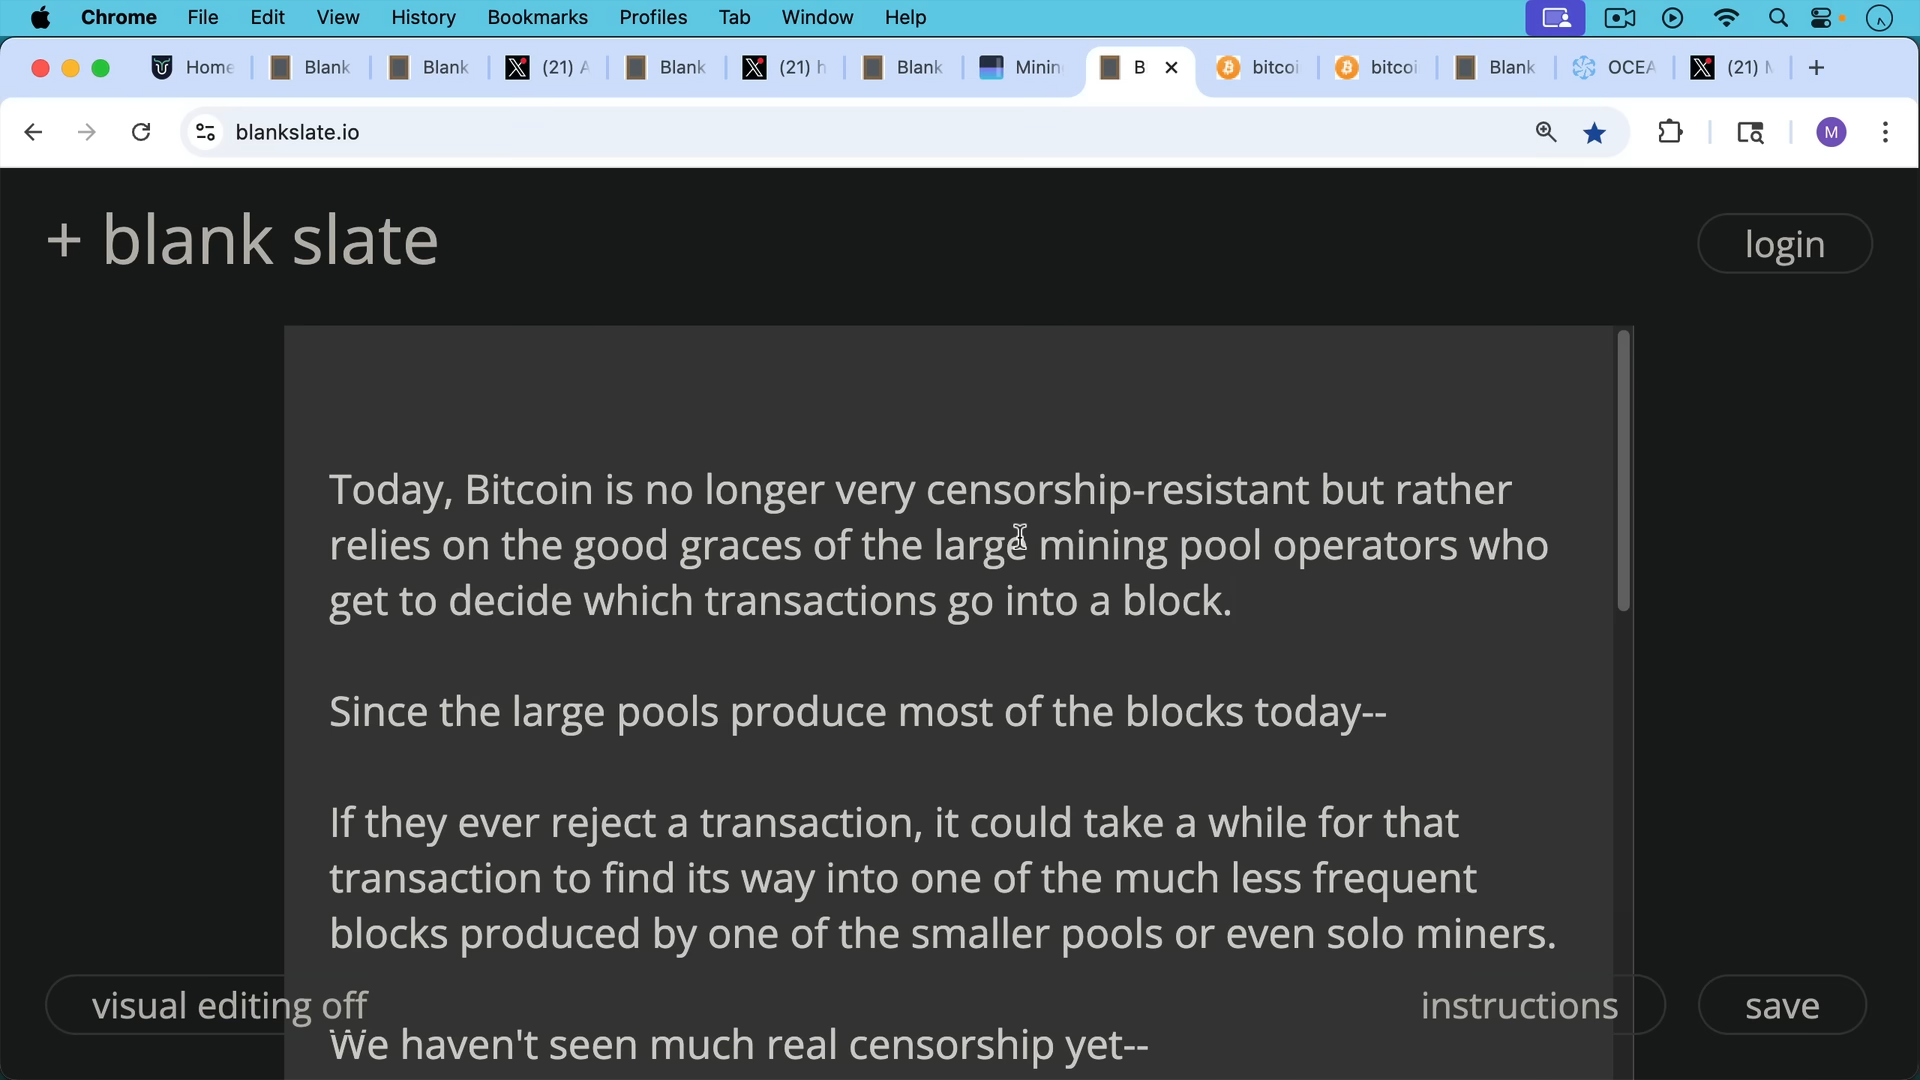 Chrome File Edit View History Bookmarks Profiles Tab Window Help
Home Blank Blank (21) A Blank (21) h Blank Minin B bitcoi bitcoi Blank OCEA (21) M
blankslate.io M
+ blank slate
login
Today, Bitcoin is no longer very censorship-resistant but rather
relies on the good graces of the large mining pool operators who
get to decide which transactions go into a block.
Since the large pools produce most of the blocks today--
If they ever reject a transaction, it could take a while for that
transaction to find its way into one of the much less frequent
blocks produced by one of the smaller pools or even solo miners.
visual editing off instructions save
We haven't seen much real censorship yet--